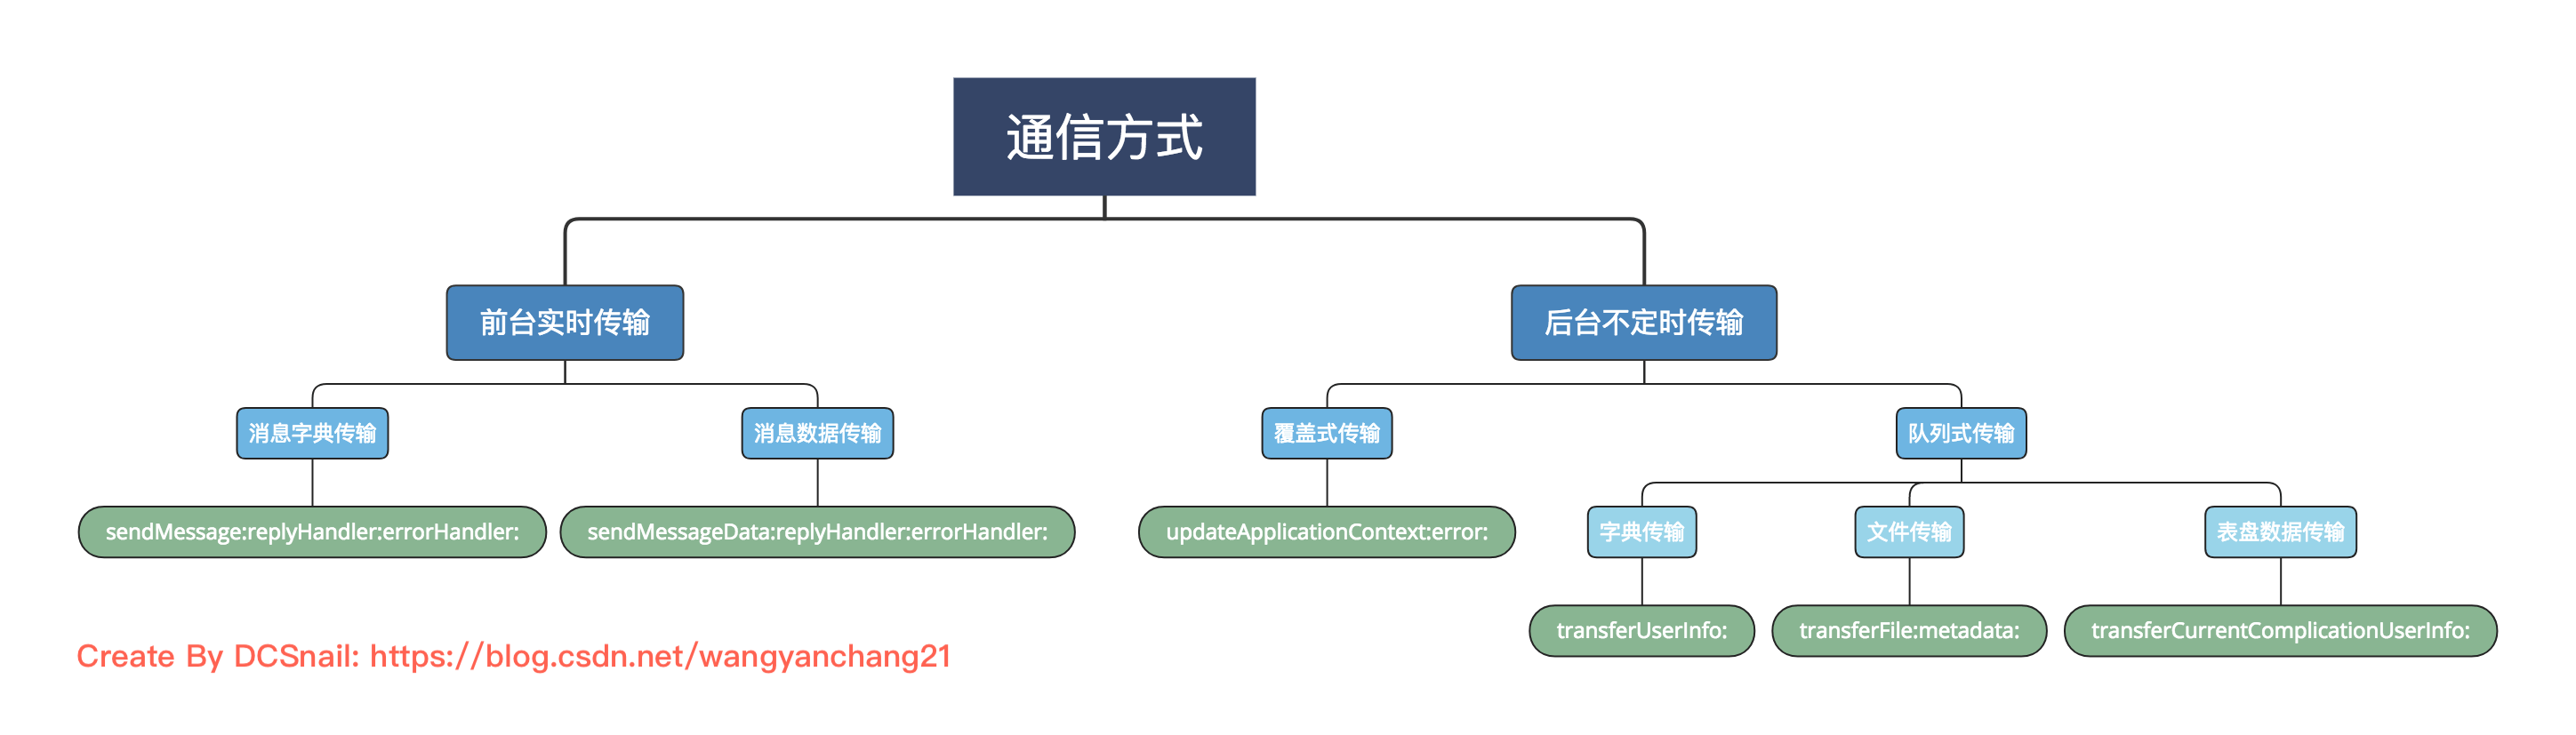 通信方式
前台实时传输
后台不定时传输
消息字典传输
消息数据传输
覆盖式传输
队列式传输
sendMessage:replyHandler:errorHandler:
sendMessageData:replyHandler:errorHandler:
updateApplicationContext:error:
字典传输
文件传输
表盘数据传输
transferUserInfo:
transferFile:metadata:
transferCurrentComplicationUserInfo:
Create By DCSnail: https://blog.csdn.net/wangyanchang21